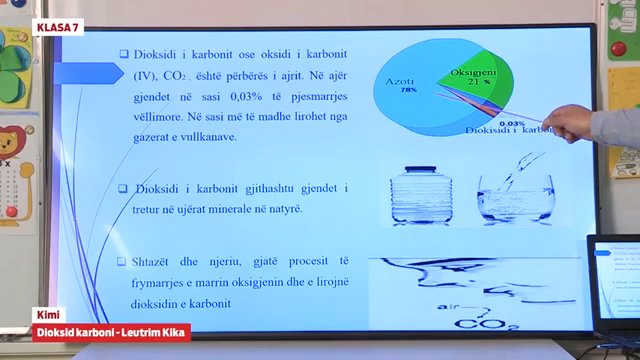 KLASA 7
Dioksidi i karbonit ose oksidi i karbonit
(IV), CO2 , është përbërës i ajrit. Në ajër
gjendet në sasi 0,03% të pjesmarrjes
vëllimore. Në sasi më të madhe lirohet nga
gazerat e vullkanave.
Azoti
78%
Oksigjeni
21 %
0.03%
Diokisidi i karboni
Dioksidi i karbonit gjithashtu gjendet i
tretur në ujërat minerale në natyrë.
Shtazët dhe njeriu, gjatë procesit të
frymarrjes e marrin oksigjenin dhe e lirojnë
dioksidin e karbonit
air
CO2
Kimi
Dioksid karboni - Leutrim Kika